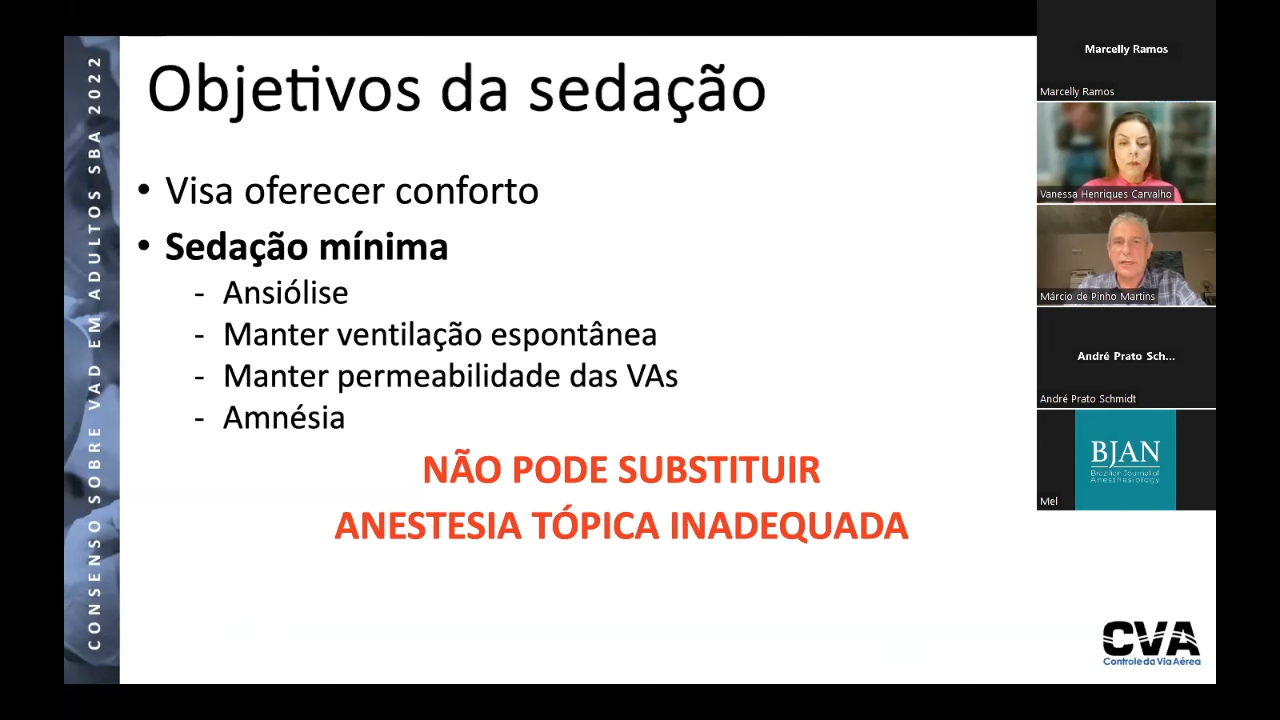 CONSENSO SOBRE VAD EM ADULTOS SBA 2022
Objetivos da sedação
• Visa oferecer conforto
• Sedação mínima
- Ansiólise
- Manter ventilação espontânea
- Manter permeabilidade das VAs
- Amnésia
NÃO PODE SUBSTITUIR
ANESTESIA TÓPICA INADEQUADA
CVA
Controle da Via Aérea
Marcelly Ramos
Marcelly Ramos
Vanessa Henriques Carvalho
Márcio de Pinho Martins
André Prato Sch...
André Prato Schmidt
BJAN
Brazilian Journal of
Anesthesiology
Mel